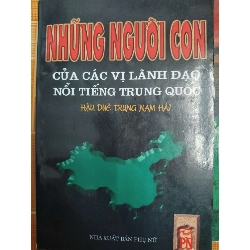 NHỮNG NGƯỜI CON
CỦA CÁC VỊ LÃNH ĐẠO
NỔI TIẾNG TRUNG QUỐC
HẬU DUỆ TRUNG NAM HẢI
NHÀ XUẤT BẢN PHỤ NỮ
PN